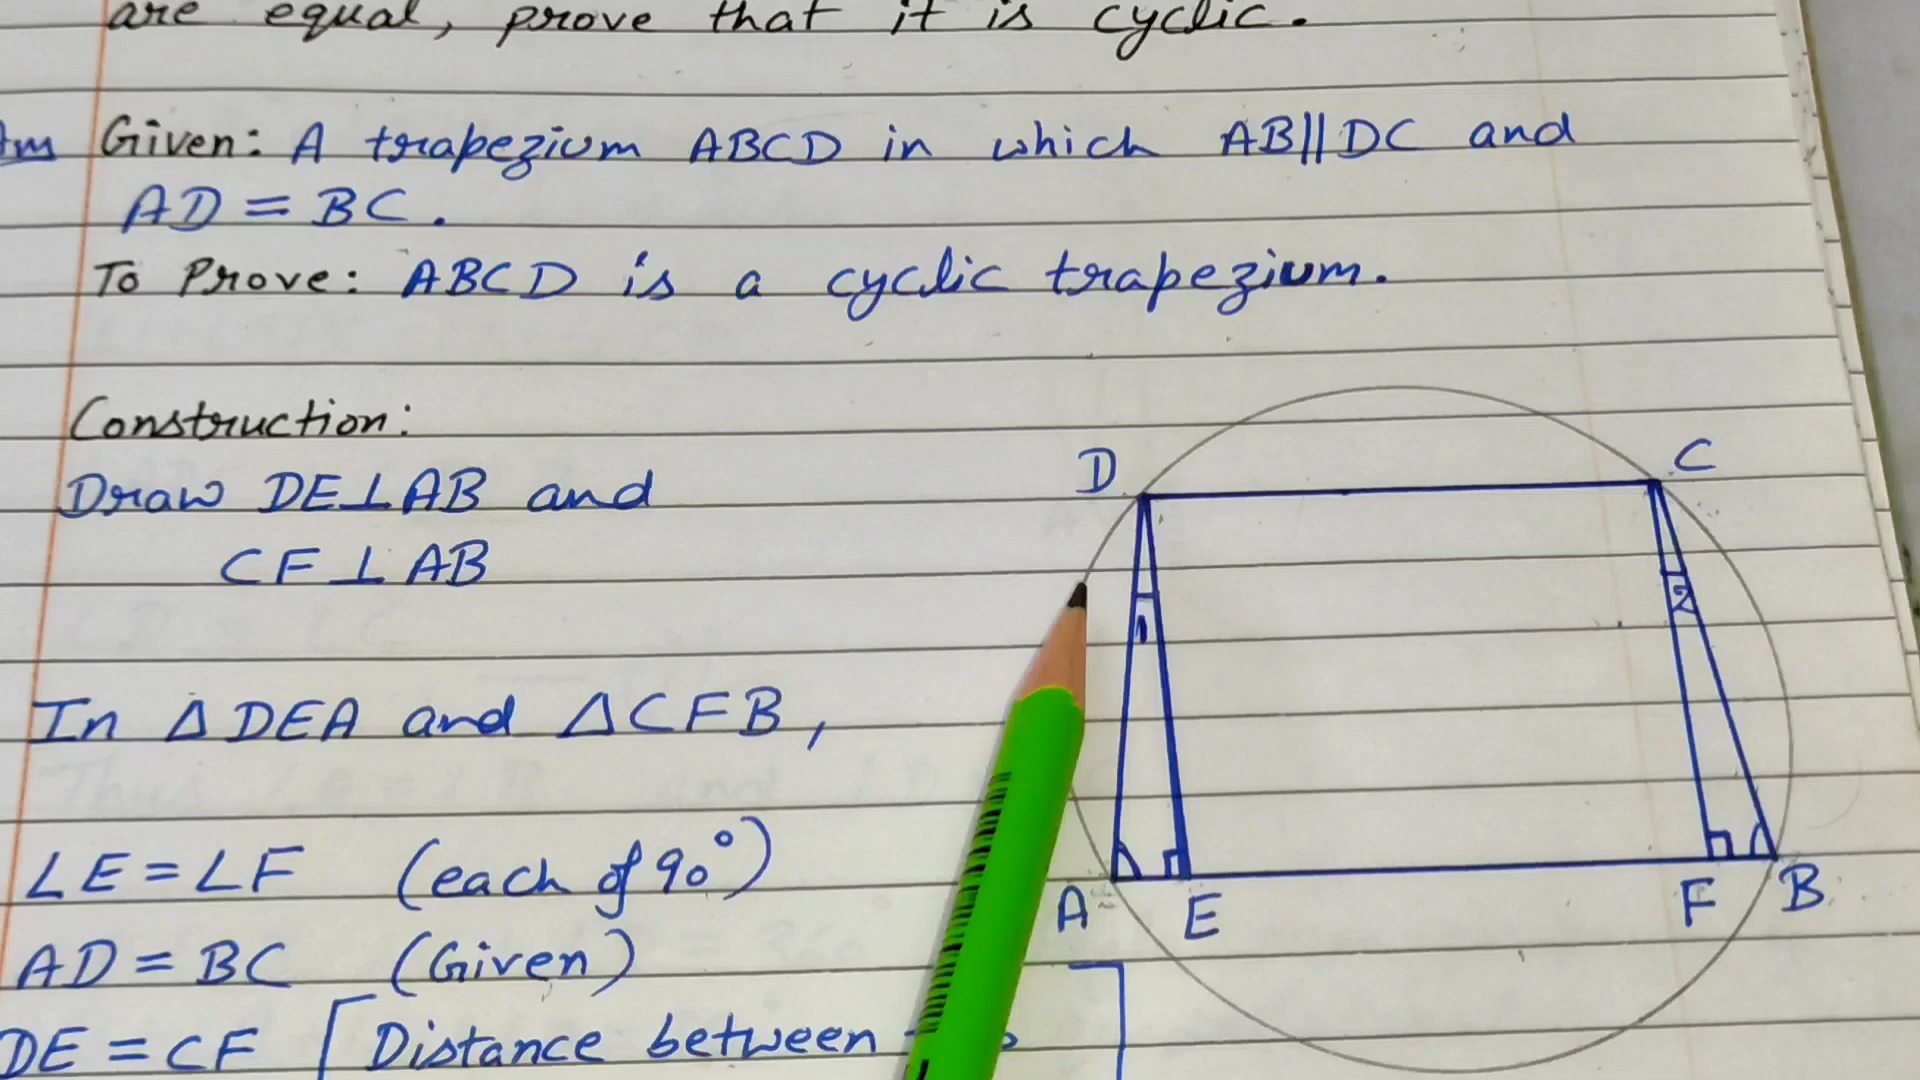 are equal, prove that it is cyclic.
Given: A trapezium ABCD in which AB||DC and
AD = BC.
To Prove: ABCD is a cyclic trapezium.
Construction:
Draw DE⊥AB and
CF⊥AB
In △DEA and △CFB,
∠E = ∠F (each of 90°)
AD = BC (Given)
DE = CF [Distance between
D
C
1
2
A
E
F
B